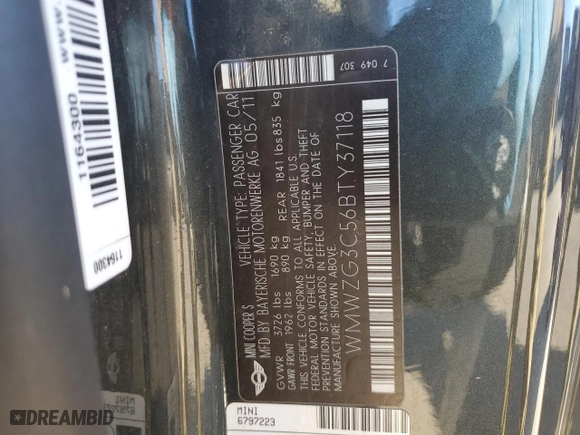 MINI COOPER S VEHICLE TYPE: PASSENGER CAR
MFD. BY BAYERISCHE MOTORENWERKE AG 05/11
GVWR 3726 lbs 1690 kg
GAWR FRONT 1962 lbs 890 kg REAR 1841 lbs 835 kg
THIS VEHICLE CONFORMS TO ALL APPLICABLE U.S.
FEDERAL MOTOR VEHICLE SAFETY, BUMPER AND THEFT
PREVENTION STANDARDS IN EFFECT ON THE DATE OF
MANUFACTURE SHOWN ABOVE.
WMWZG3C56BTY37118
7 049 307
MINI
6797223
1164300
WWW.
1164300
MINI
DREAMBID